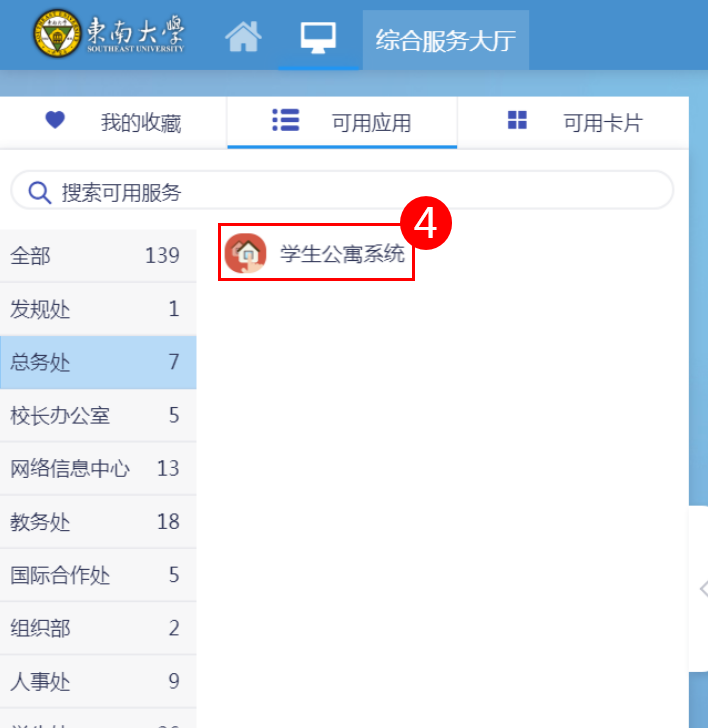 東南大學
SOUTHEAST UNIVERSITY
综合服务大厅
我的收藏
可用应用
可用卡片
搜索可用服务
4
学生公寓系统
全部 139
发规处 1
总务处 7
校长办公室 5
网络信息中心 13
教务处 18
国际合作处 5
组织部 2
人事处 9